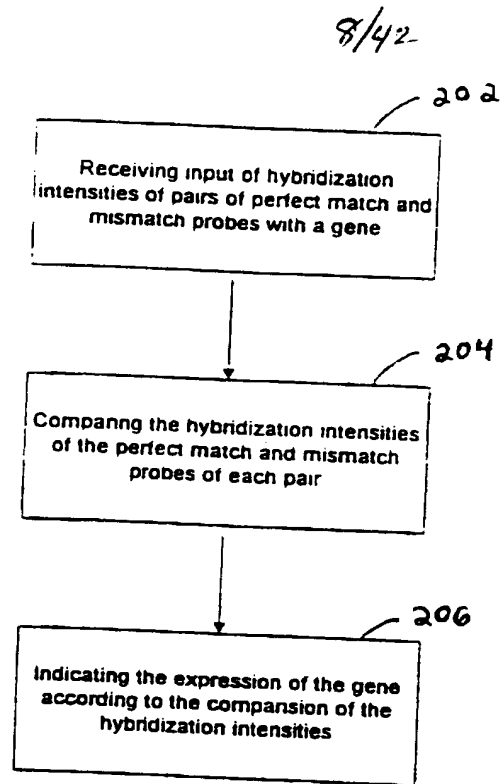 8/42
202
Receiving input of hybridization
intensities of pairs of perfect match and
mismatch probes with a gene
204
Comparing the hybridization intensities
of the perfect match and mismatch
probes of each pair
206
Indicating the expression of the gene
according to the comparison of the
hybridization intensities